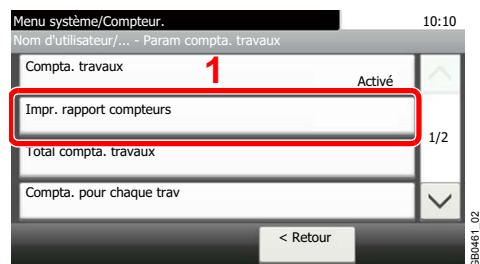 Menu système/Compteur. 10:10
Nom d'utilisateur/... - Param compta. travaux
Compta. travaux
1
Activé
Impr. rapport compteurs
1/2
Total compta. travaux
Compta. pour chaque trav
< Retour
GB0461_02